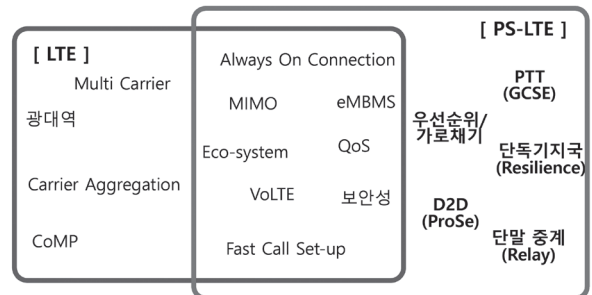 [ PS-LTE ]
[ LTE ]
Multi Carrier
광대역
Carrier Aggregation
CoMP
Always On Connection
MIMO
eMBMS
Eco-system
QoS
VoLTE
보안성
Fast Call Set-up
우선순위/
가로채기
D2D
(ProSe)
PTT
(GCSE)
단독기지국
(Resilience)
단말 중계
(Relay)